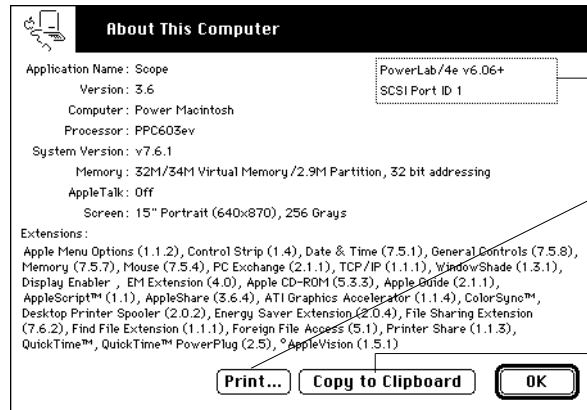 About This Computer
Application Name: Scope
PowerLab/4e v6.06+
Version: 3.6
SCSI Port ID 1
Computer: Power Macintosh
Processor: PPC603ev
System Version: v7.6.1
Memory: 32M/34M Virtual Memory/2.9M Partition, 32 bit addressing
AppleTalk: Off
Screen: 15" Portrait (640x870), 256 Grays
Extensions:
Apple Menu Options (1.1.2), Control Strip (1.4), Date & Time (7.5.1), General Controls (7.5.8),
Memory (7.5.7), Mouse (7.5.4), PC Exchange (2.1.1), TCP/IP (1.1.1), WindowShade (1.3.1),
Display Enabler , EM Extension (4.0), Apple CD-ROM (5.3.3), Apple Guide (2.1.1),
AppleScript™ (1.1), AppleShare (3.6.4), ATI Graphics Accelerator (1.1.4), ColorSync™,
Desktop Printer Spooler (2.0.2), Energy Saver Extension (2.0.4), File Sharing Extension
(7.6.2), Find File Extension (1.1.1), Foreign File Access (5.1), Printer Share (1.1.3),
QuickTime™, QuickTime™ PowerPlug (2.5), °AppleVision (1.5.1)
Print... Copy to Clipboard OK